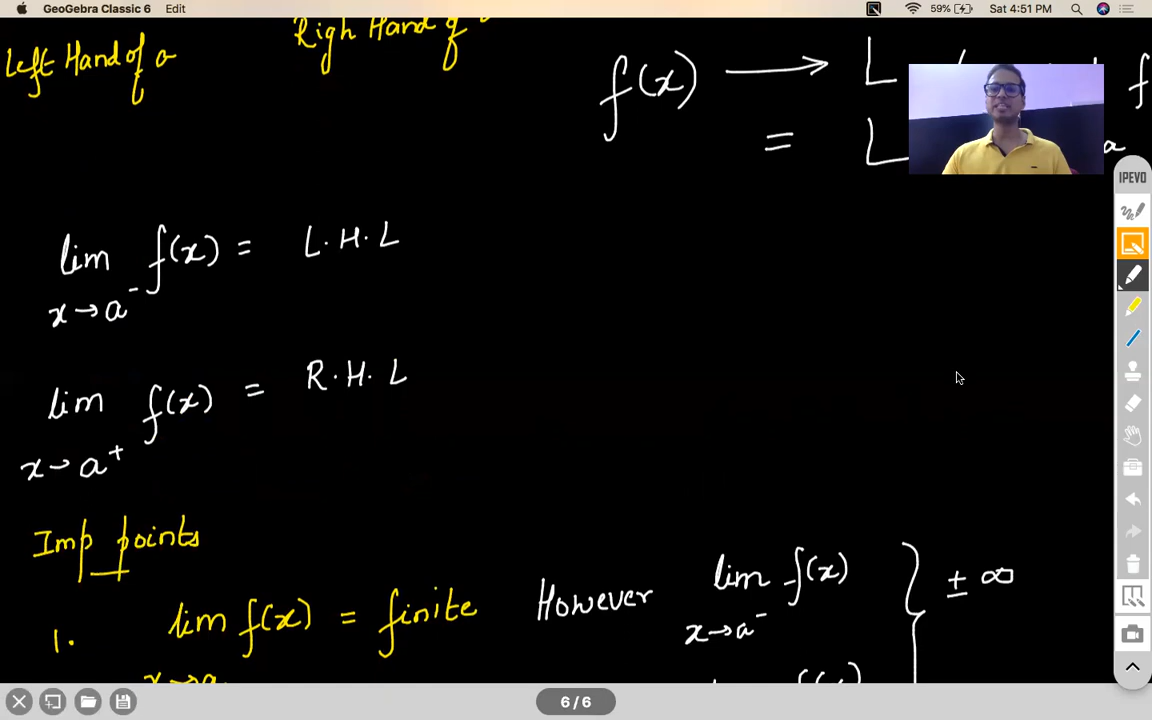 GeoGebra Classic 6 Edit 59% Sat 4:51 PM
Left Hand of a
Righ Hand of
f(x) ⟶ L
= L
a
IPEVO
lim f(x) = L.H.L
x→a⁻
lim f(x) = R.H.L
x→a⁺
Imp points
1. lim f(x) = finite However lim f(x) } ± ∞
x→a x→a⁻
6 / 6